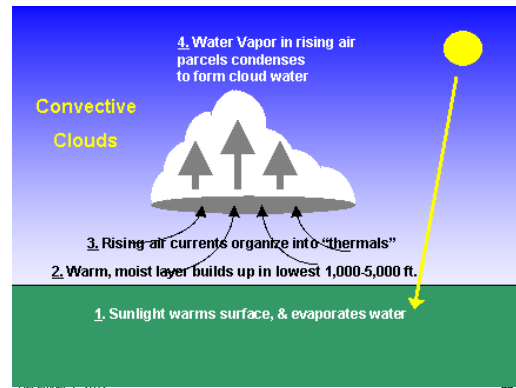 4. Water Vapor in rising air
parcels condenses
to form cloud water
Convective
Clouds
3. Rising air currents organize into “thermals”
2. Warm, moist layer builds up in lowest 1,000-5,000 ft.
1. Sunlight warms surface, & evaporates water